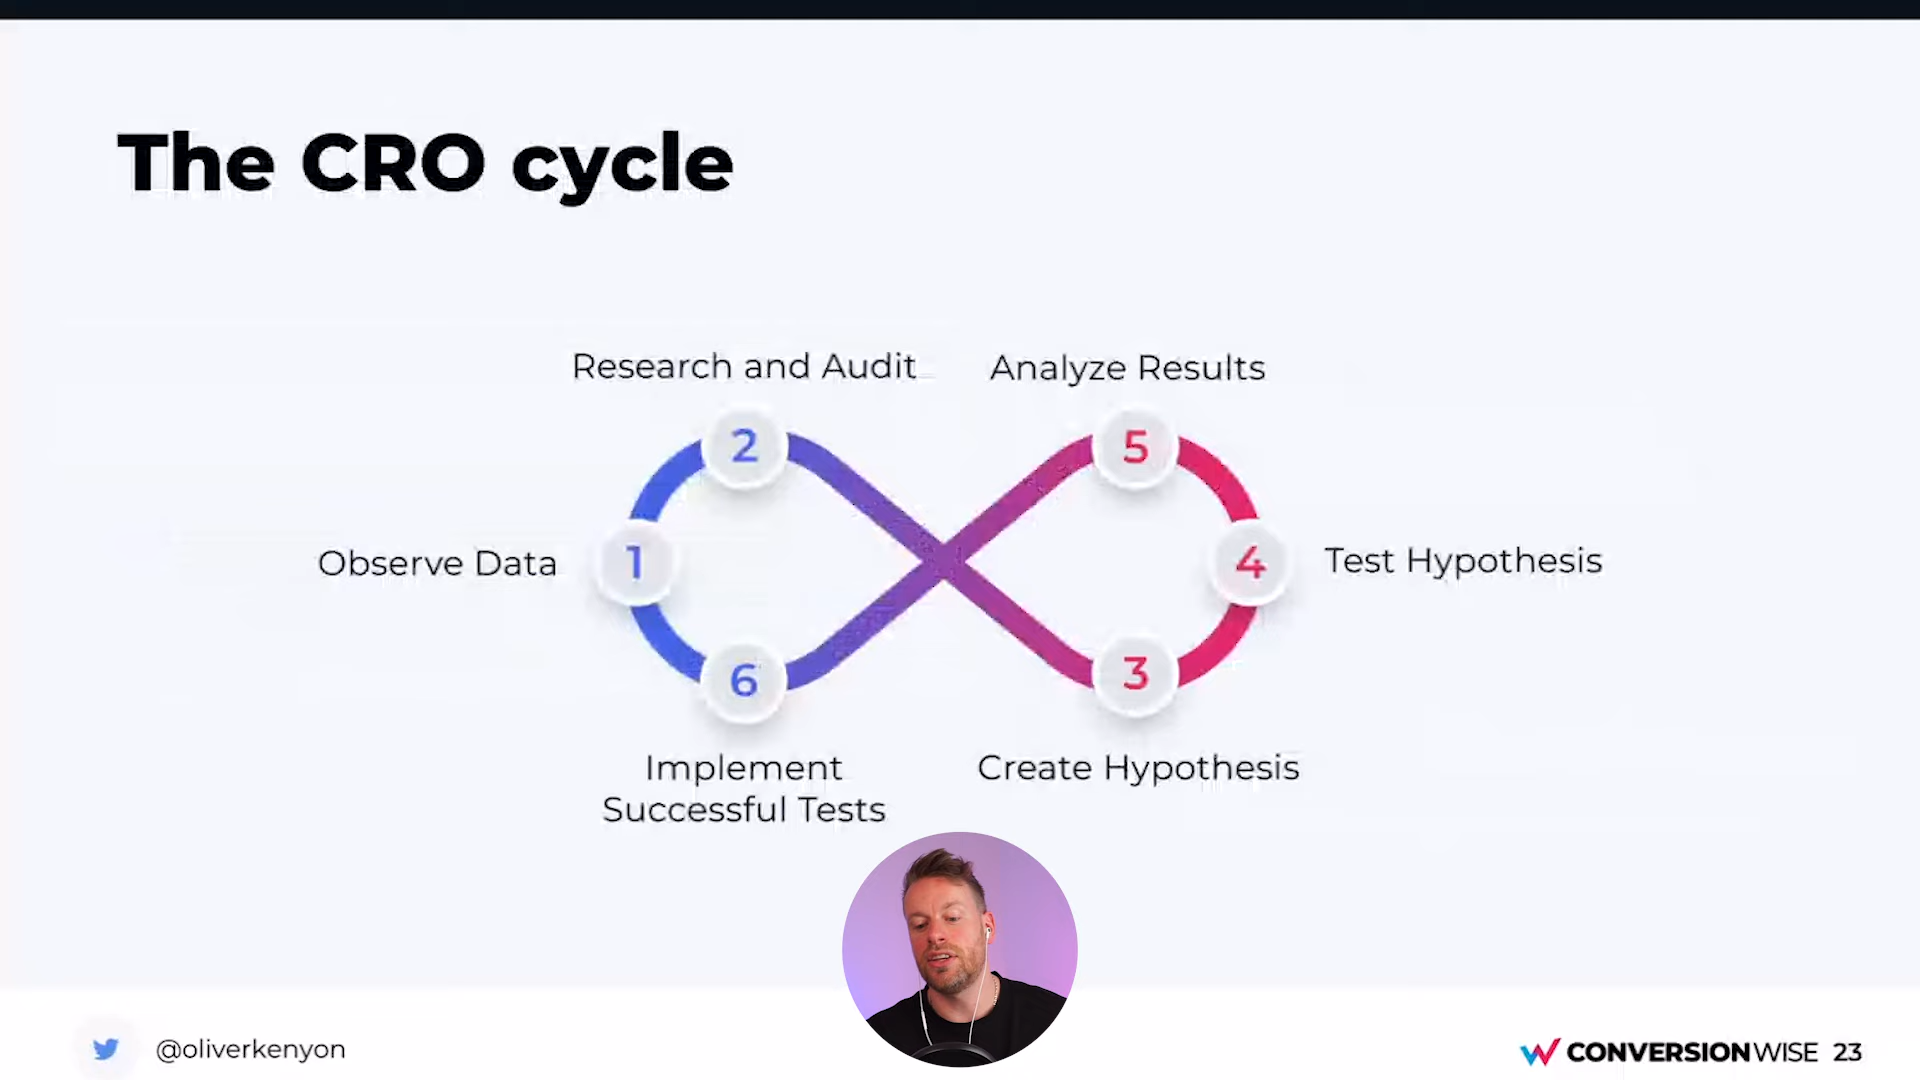 The CRO cycle
Research and Audit
Analyze Results
2
5
Observe Data
1
4
Test Hypothesis
6
3
Implement
Successful Tests
Create Hypothesis
@oliverkenyon
CONVERSIONWISE 23